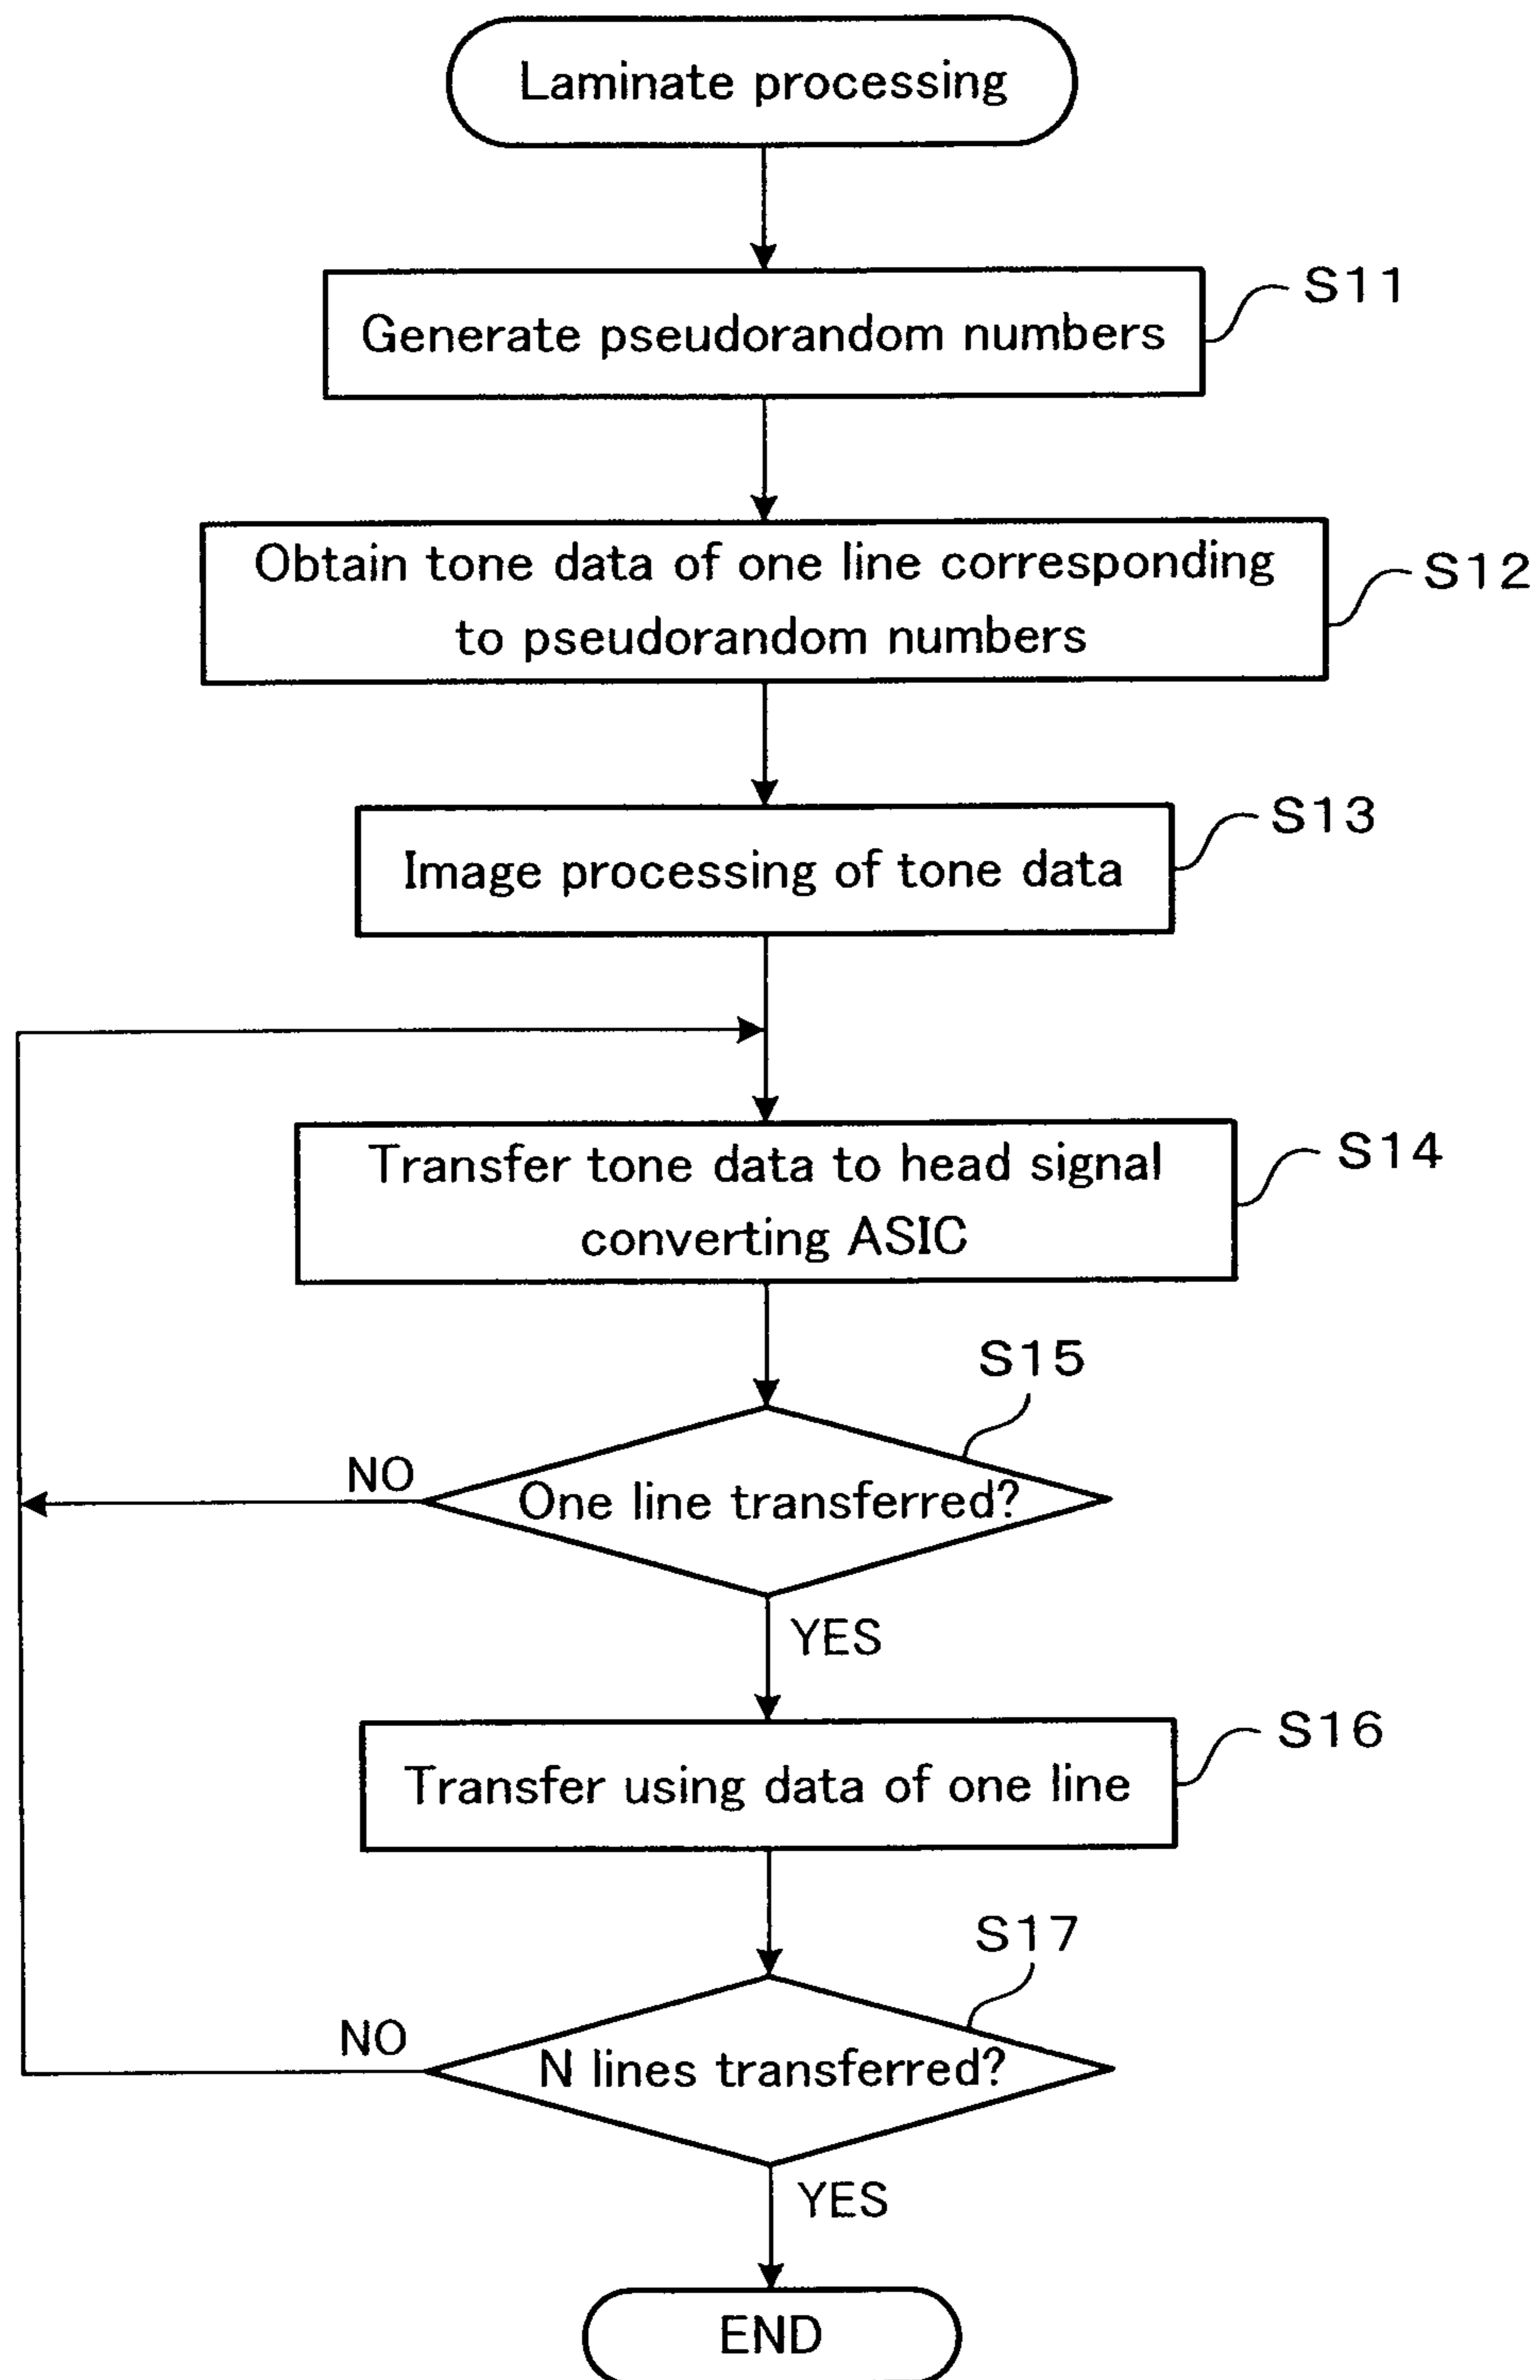 Laminate processing
S11
Generate pseudorandom numbers
S12
Obtain tone data of one line corresponding
to pseudorandom numbers
S13
Image processing of tone data
S14
Transfer tone data to head signal
converting ASIC
S15
NO
One line transferred?
YES
S16
Transfer using data of one line
S17
NO
N lines transferred?
YES
END